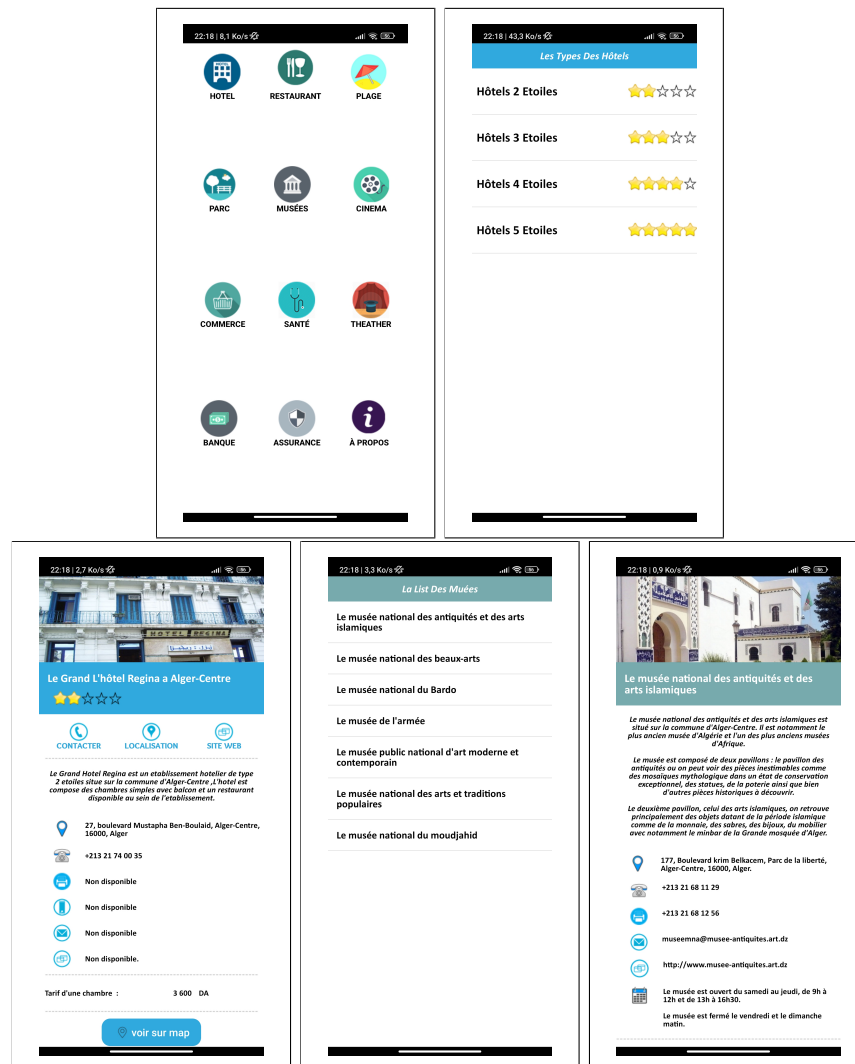 22:18 | 8,1 Ko/s
56
HOTEL
RESTAURANT
PLAGE
PARC
MUSÉES
CINEMA
COMMERCE
SANTÉ
THEATHER
BANQUE
ASSURANCE
À PROPOS
22:18 | 43,3 Ko/s
56
Les Types Des Hôtels
Hôtels 2 Etoiles
Hôtels 3 Etoiles
Hôtels 4 Etoiles
Hôtels 5 Etoiles
22:18 | 2,7 Ko/s
56
HOTEL REGINA
Le Grand L'hôtel Regina a Alger-Centre
CONTACTER
LOCALISATION
SITE WEB
Le Grand Hotel Regina est un etablissement hotelier de type
2 etoiles situe sur la commune d'Alger-Centre ,L'hotel est
compose des chambres simples avec balcon et un restaurant
disponible au sein de l'etablissement.
27, boulevard Mustapha Ben-Boulaid, Alger-Centre,
16000, Alger
+213 21 74 00 35
Non disponible
Non disponible
Non disponible
Non disponible.
Tarif d'une chambre :
3 600 DA
voir sur map
22:18 | 3,3 Ko/s
56
La List Des Muées
Le musée national des antiquités et des arts
islamiques
Le musée national des beaux-arts
Le musée national du Bardo
Le musée de l'armée
Le musée public national d'art moderne et
contemporain
Le musée national des arts et traditions
populaires
Le musée national du moudjahid
22:18 | 0,9 Ko/s
56
Le musée national des antiquités et des
arts islamiques
Le musée national des antiquités et des arts islamiques est
situé sur la commune d'Alger-Centre. Il est notamment le
plus ancien musée d'Algérie et l'un des plus anciens musées
d'Afrique.
Le musée est composé de deux pavillons : le pavillon des
antiquités ou on peut voir des pièces inestimables comme
des mosaïques mythologique dans un état de conservation
exceptionnel, des statues, de la poterie ainsi que bien
d'autres pièces historiques à découvrir.
Le deuxième pavillon, celui des arts islamiques, on retrouve
principalement des objets datant de la période islamique
comme de la monnaie, des sabres, des bijoux, du mobilier
avec notamment le minbar de la Grande mosquée d'Alger.
177, Boulevard krim Belkacem, Parc de la liberté,
Alger-Centre, 16000, Alger.
+213 21 68 11 29
+213 21 68 12 56
museemna@musee-antiquites.art.dz
http://www.musee-antiquites.art.dz
Le musée est ouvert du samedi au jeudi, de 9h à
12h et de 13h à 16h30.
Le musée est fermé le vendredi et le dimanche
matin.